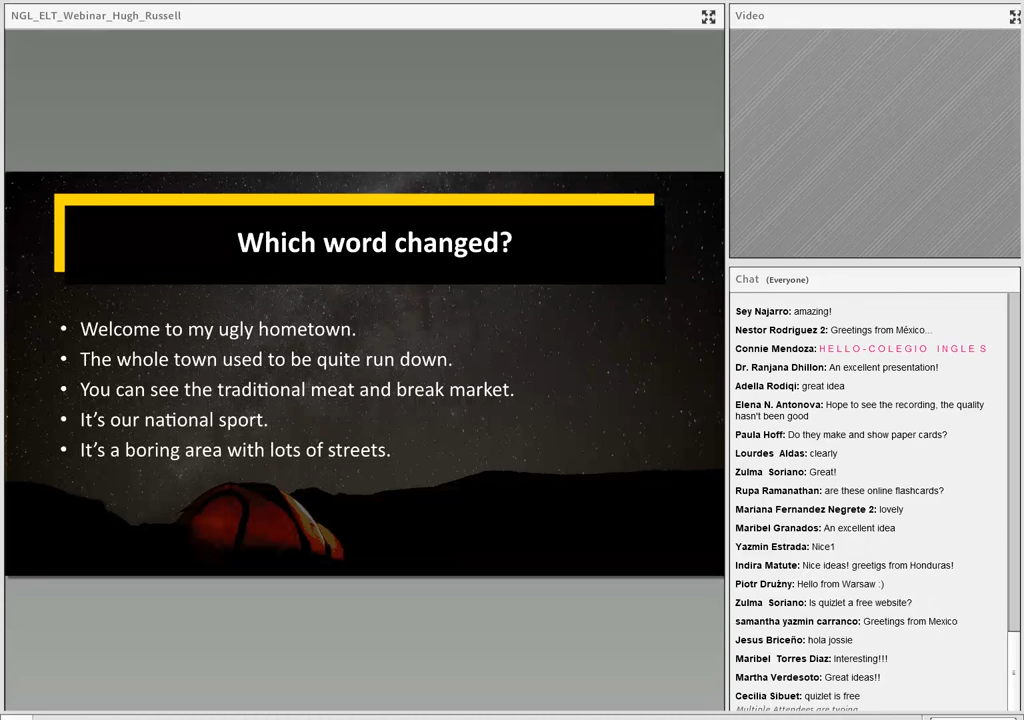 NGL_ELT_Webinar_Hugh_Russell
Which word changed?
• Welcome to my ugly hometown.
• The whole town used to be quite run down.
• You can see the traditional meat and break market.
• It's our national sport.
• It's a boring area with lots of streets.
Video
Chat (Everyone)
Sey Najarro: amazing!
Nestor Rodriguez 2: Greetings from México...
Connie Mendoza: H E L L O - C O L E G I O I N G L E S
Dr. Ranjana Dhillon: An excellent presentation!
Adella Rodiqi: great idea
Elena N. Antonova: Hope to see the recording, the quality
hasn't been good
Paula Hoff: Do they make and show paper cards?
Lourdes Aldas: clearly
Zulma Soriano: Great!
Rupa Ramanathan: are these online flashcards?
Mariana Fernandez Negrete 2: lovely
Maribel Granados: An excellent idea
Yazmin Estrada: Nice1
Indira Matute: Nice ideas! greetigs from Honduras!
Piotr Drużny: Hello from Warsaw :)
Zulma Soriano: Is quizlet a free website?
samantha yazmin carranco: Greetings from Mexico
Jesus Briceño: hola jossie
Maribel Torres Diaz: Interesting!!!
Martha Verdesoto: Great ideas!!
Cecilia Sibuet: quizlet is free
Multiple Attendees are typing